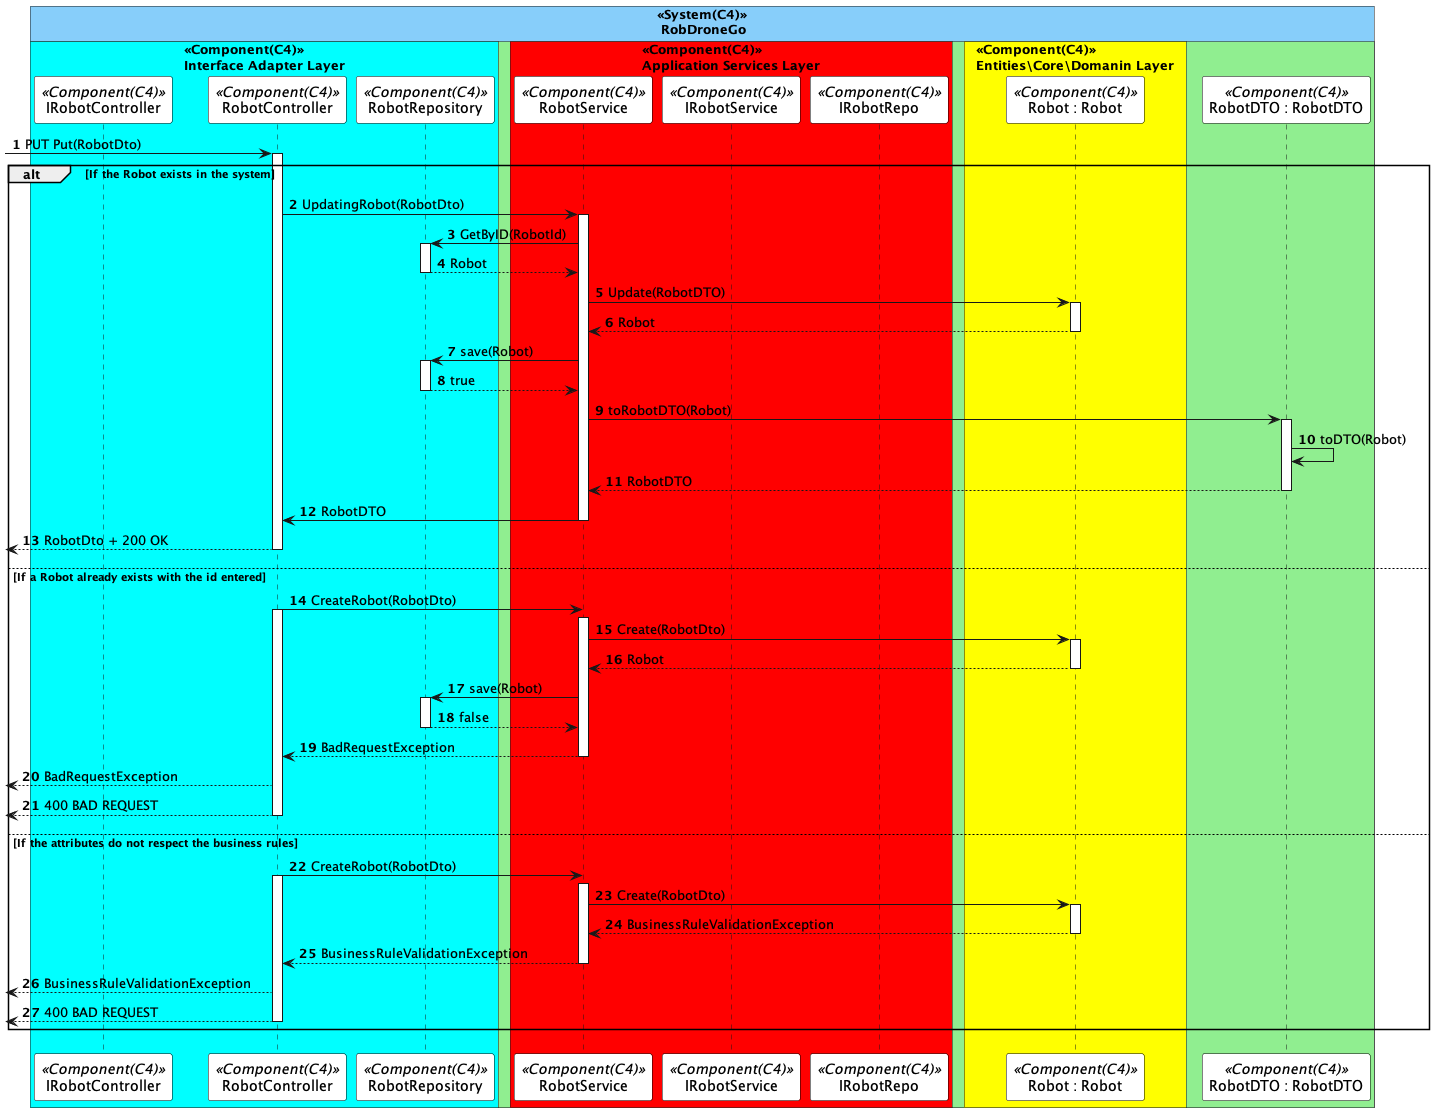 «System(C4)»
RobDroneGo
«Component(C4)»
Interface Adapter Layer
«Component(C4)»
Application Services Layer
«Component(C4)»
Entities\Core\Domanin Layer
«Component(C4)»
IRobotController
«Component(C4)»
RobotController
«Component(C4)»
RobotRepository
«Component(C4)»
RobotService
«Component(C4)»
IRobotService
«Component(C4)»
IRobotRepo
«Component(C4)»
Robot : Robot
«Component(C4)»
RobotDTO : RobotDTO
1 PUT Put(RobotDto)
alt [If the Robot exists in the system]
2 UpdatingRobot(RobotDto)
3 GetByID(RobotId)
4 Robot
5 Update(RobotDTO)
6 Robot
7 save(Robot)
8 true
9 toRobotDTO(Robot)
10 toDTO(Robot)
11 RobotDTO
12 RobotDTO
13 RobotDto + 200 OK
[If a Robot already exists with the id entered]
14 CreateRobot(RobotDto)
15 Create(RobotDto)
16 Robot
17 save(Robot)
18 false
19 BadRequestException
20 BadRequestException
21 400 BAD REQUEST
[If the attributes do not respect the business rules]
22 CreateRobot(RobotDto)
23 Create(RobotDto)
24 BusinessRuleValidationException
25 BusinessRuleValidationException
26 BusinessRuleValidationException
27 400 BAD REQUEST
«Component(C4)»
IRobotController
«Component(C4)»
RobotController
«Component(C4)»
RobotRepository
«Component(C4)»
RobotService
«Component(C4)»
IRobotService
«Component(C4)»
IRobotRepo
«Component(C4)»
Robot : Robot
«Component(C4)»
RobotDTO : RobotDTO